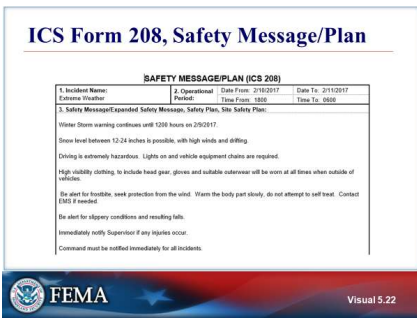 ICS Form 208, Safety Message/Plan
SAFETY MESSAGE/PLAN (ICS 208)
1. Incident Name:
Extreme Weather
2. Operational
Period:
Date From: 2/10/2017
Date To: 2/11/2017
Time From: 1800
Time To: 0600
3. Safety Message/Expanded Safety Message, Safety Plan, Site Safety Plan:
Winter Storm warning continues until 1200 hours on 2/9/2017.
Snow level between 12-24 inches is possible, with high winds and drifting.
Driving is extremely hazardous. Lights on and vehicle equipment chains are required.
High visibility clothing, to include head gear, gloves and suitable outerwear will be worn at all times when outside of
vehicles.
Be alert for frostbite, seek protection from the wind. Warm the body part slowly, do not attempt to self treat. Contact
EMS if needed.
Be alert for slippery conditions and resulting falls.
Immediately notify Supervisor if any injuries occur.
Command must be notified immediately for all incidents.
FEMA
Visual 5.22